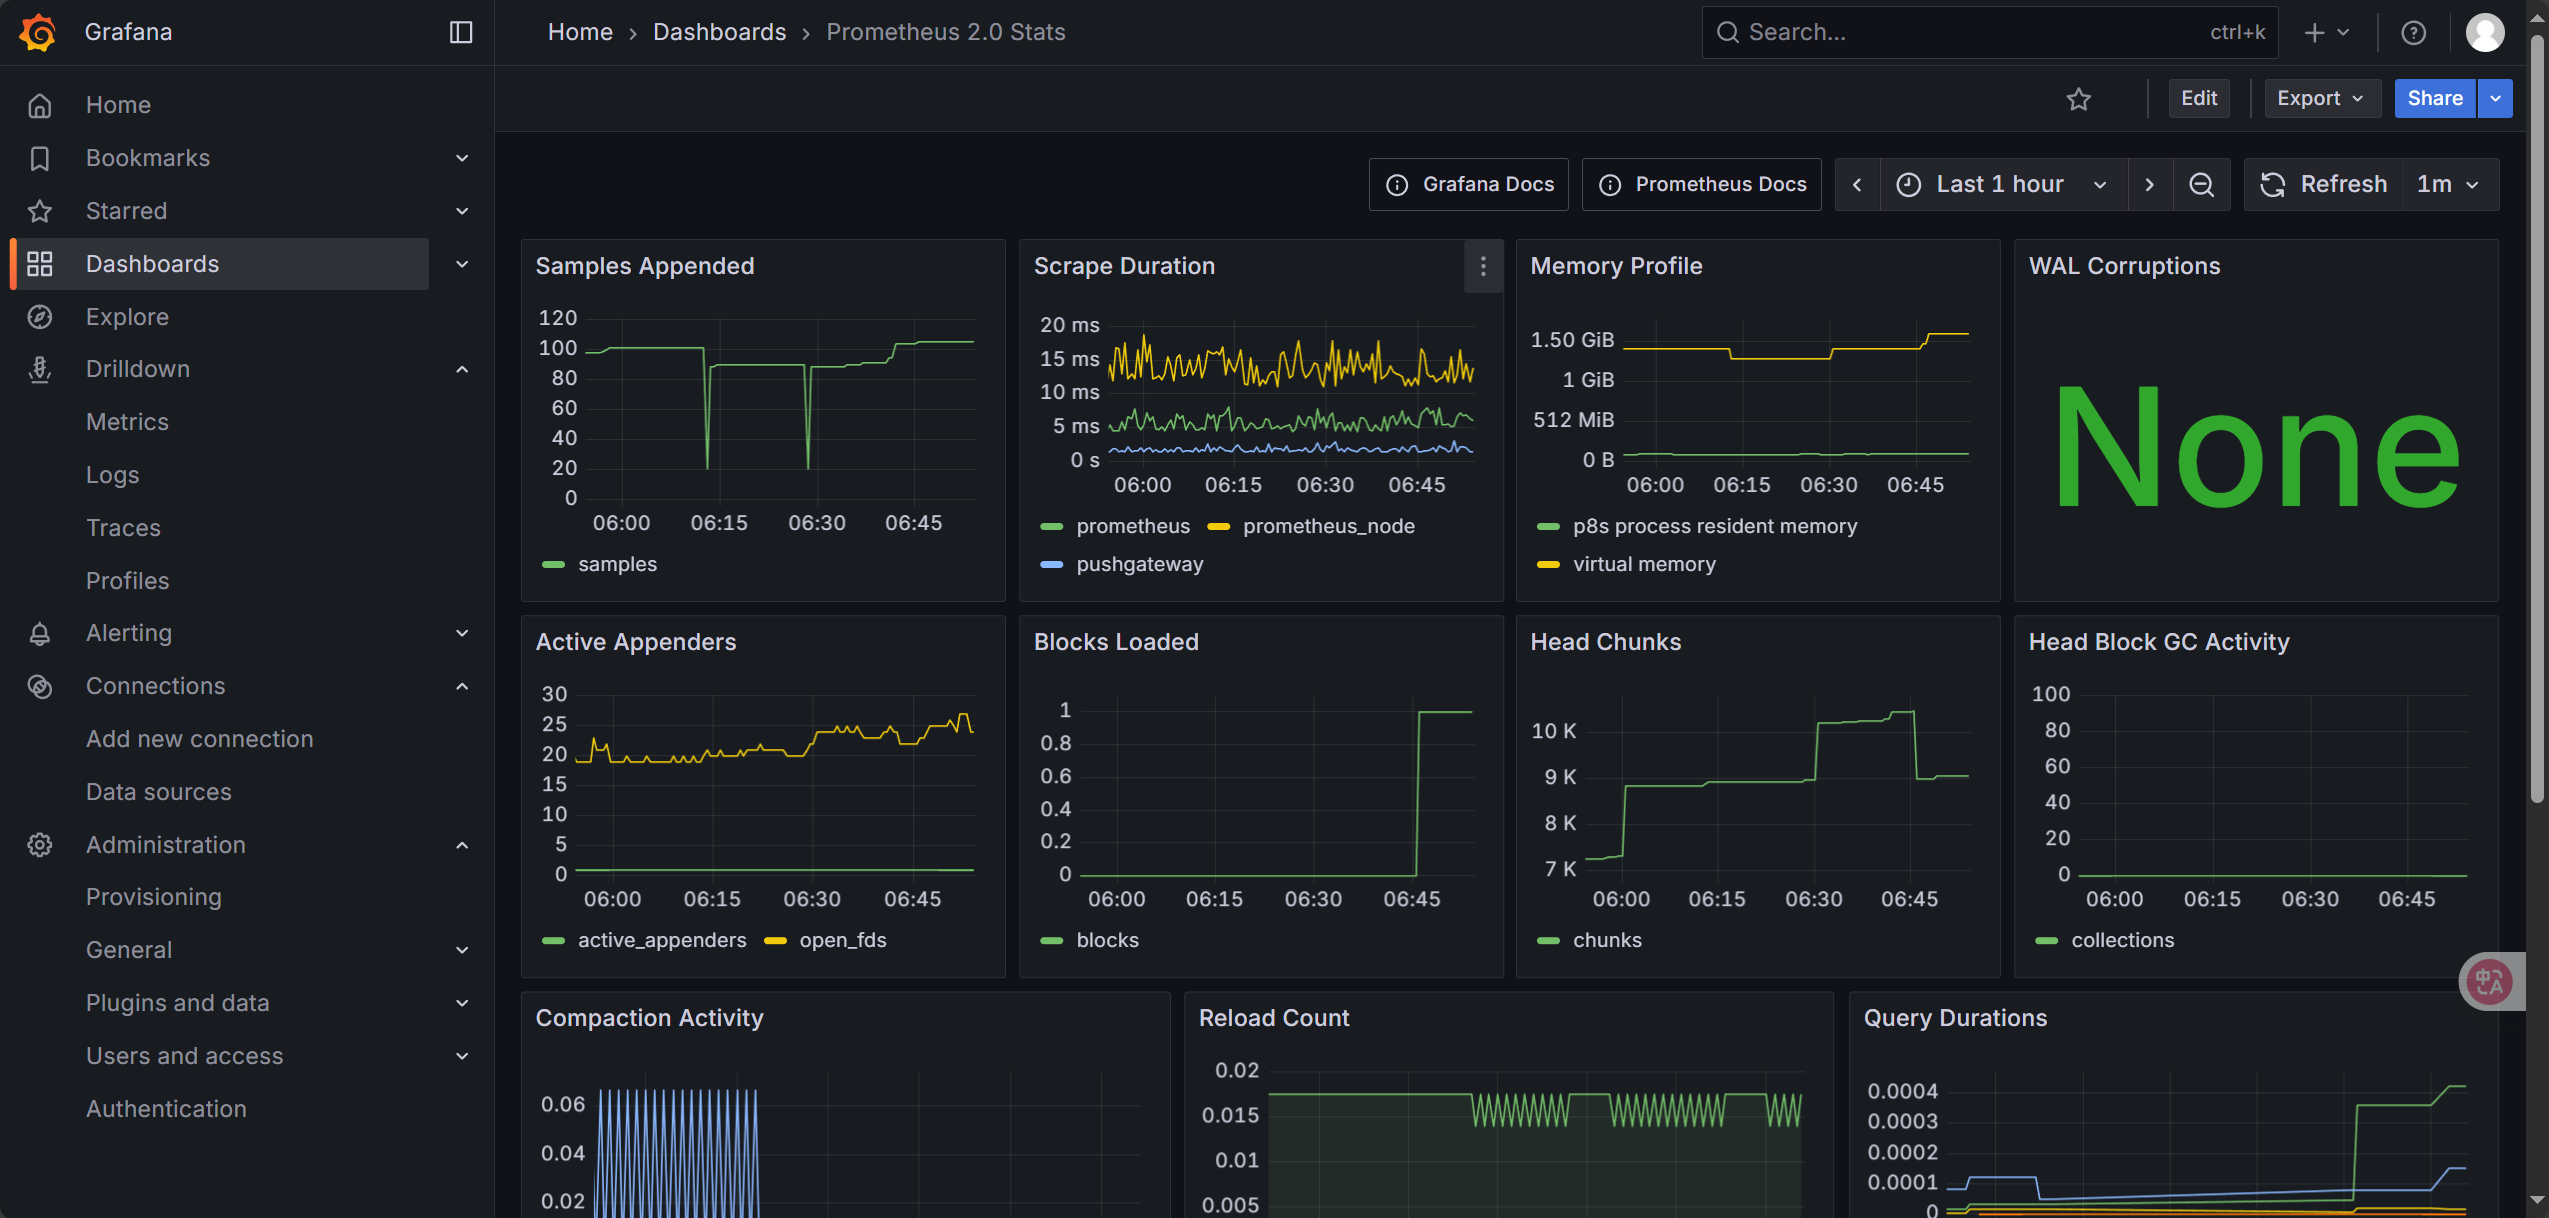 Grafana
Home › Dashboards › Prometheus 2.0 Stats
Search...
ctrl+k
Edit
Export
Share
Home
Bookmarks
Starred
Dashboards
Explore
Drilldown
Metrics
Logs
Traces
Profiles
Alerting
Connections
Add new connection
Data sources
Administration
Provisioning
General
Plugins and data
Users and access
Authentication
Grafana Docs
Prometheus Docs
Last 1 hour
Refresh
1m
Samples Appended
120
100
80
60
40
20
0
06:00 06:15 06:30 06:45
samples
Scrape Duration
20 ms
15 ms
10 ms
5 ms
0 s
06:00 06:15 06:30 06:45
prometheus prometheus_node
pushgateway
Memory Profile
1.50 GiB
1 GiB
512 MiB
0 B
06:00 06:15 06:30 06:45
p8s process resident memory
virtual memory
WAL Corruptions
None
Active Appenders
30
25
20
15
10
5
0
06:00 06:15 06:30 06:45
active_appenders open_fds
Blocks Loaded
1
0.8
0.6
0.4
0.2
0
06:00 06:15 06:30 06:45
blocks
Head Chunks
10 K
9 K
8 K
7 K
06:00 06:15 06:30 06:45
chunks
Head Block GC Activity
100
80
60
40
20
0
06:00 06:15 06:30 06:45
collections
中 A
Compaction Activity
0.06
0.04
0.02
Reload Count
0.02
0.015
0.01
0.005
Query Durations
0.0004
0.0003
0.0002
0.0001
0